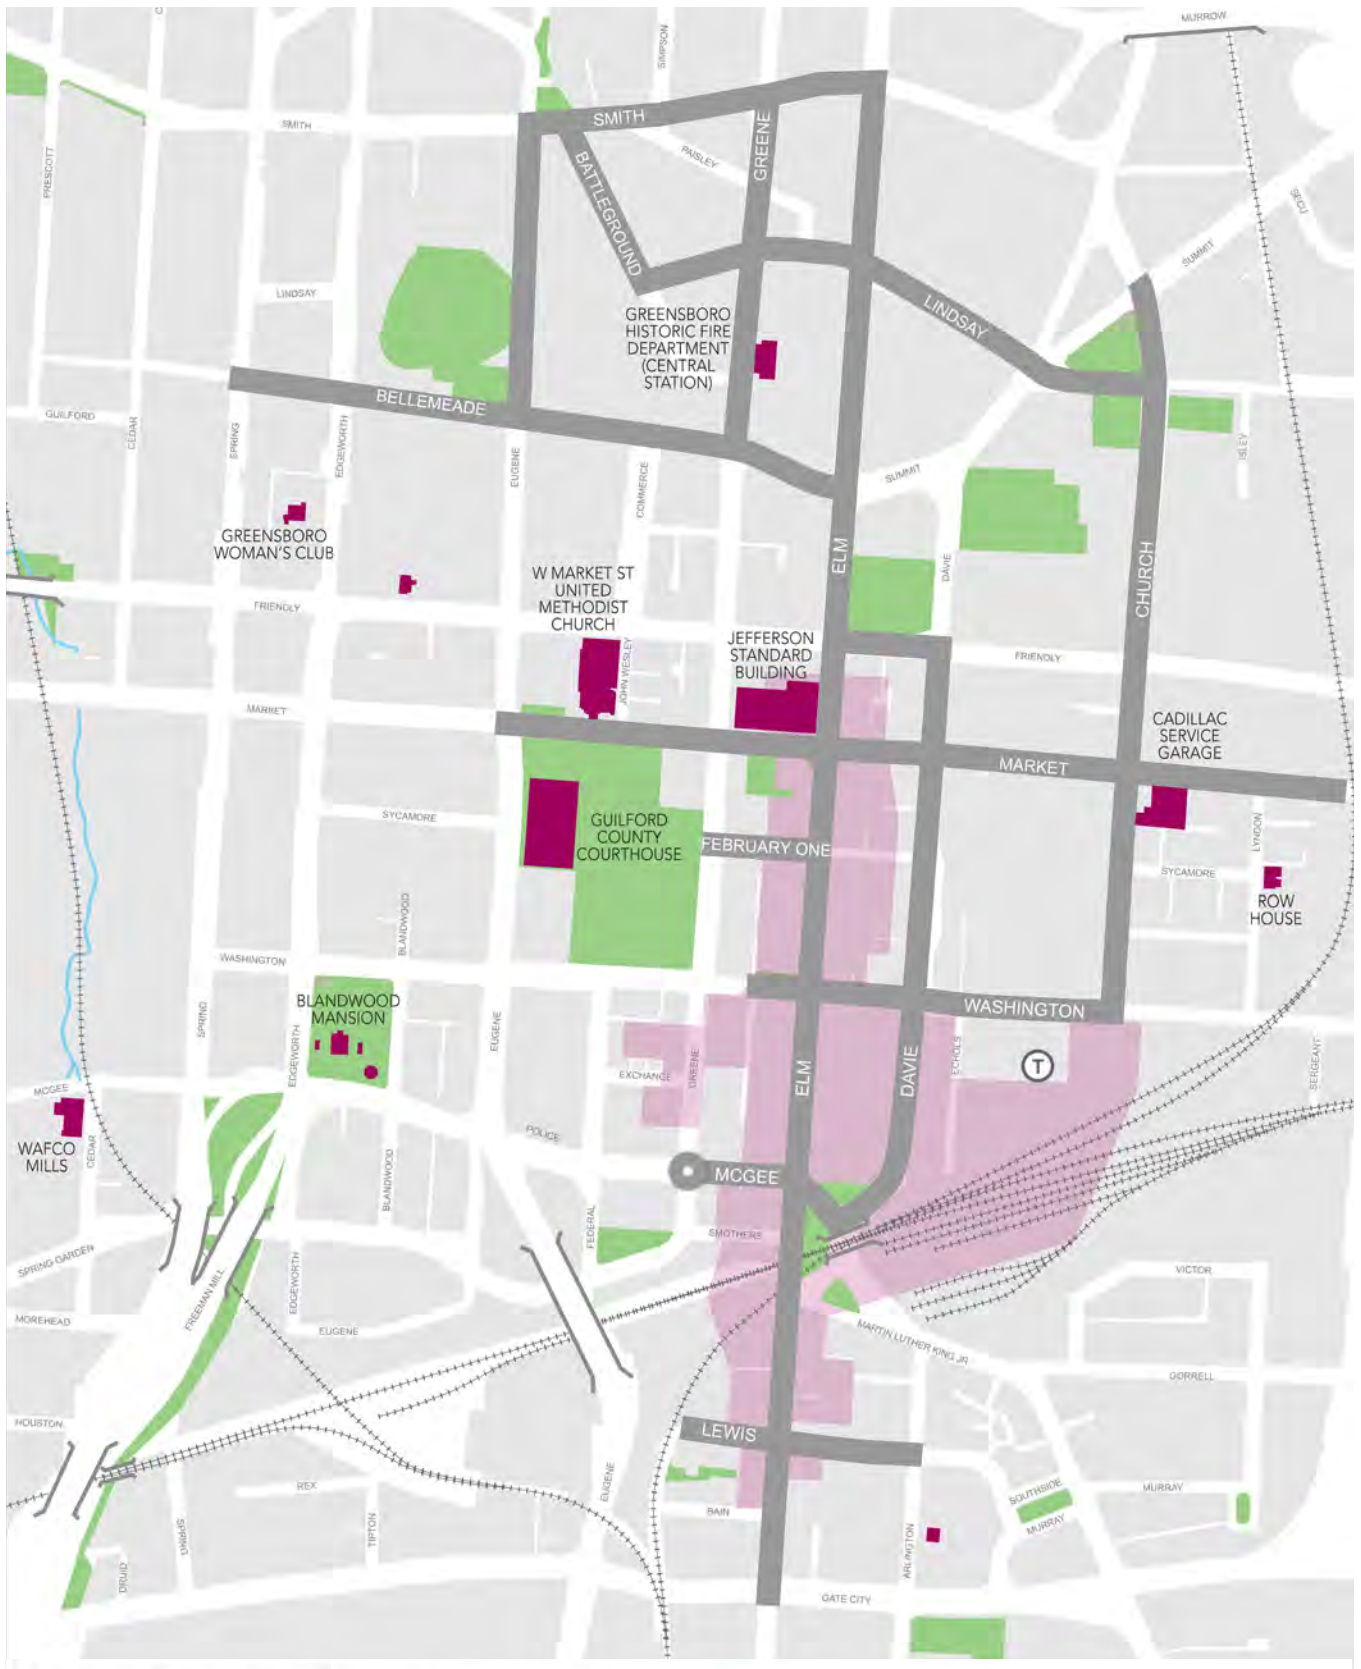 MURROW
C
SIMPSON
SMITH
SMITH
GREENE
PRESCOTT
PAISLEY
BATTLEGROUND
SECU
SUMMIT
LINDSAY
LINDSAY
GREENSBORO
HISTORIC FIRE
DEPARTMENT
(CENTRAL
STATION)
BELLEMEADE
GUILFORD
CEDAR
SPRING
EDGEWORTH
EUGENE
COMMERCE
SUMMIT
ISLEY
GREENSBORO
WOMAN'S CLUB
ELM
DAVIE
CHURCH
FRIENDLY
W MARKET ST
UNITED
METHODIST
CHURCH
JOHN WESLEY
JEFFERSON
STANDARD
BUILDING
FRIENDLY
MARKET
CADILLAC
SERVICE
GARAGE
MARKET
SYCAMORE
GUILFORD
COUNTY
COURTHOUSE
FEBRUARY ONE
LYNDON
SYCAMORE
ROW
HOUSE
BLANDWOOD
WASHINGTON
WASHINGTON
BLANDWOOD
MANSION
SPRING
EDGEWORTH
EUGENE
EXCHANGE
GREENE
ELM
DAVIE
ECHOLS
T
SERGEANT
MCGEE
WAFCO
MILLS
CEDAR
POLICE
BLANDWOOD
MCGEE
FEDERAL
SMOTHERS
SPRING GARDEN
FREEMAN MILL
EDGEWORTH
VICTOR
MOREHEAD
EUGENE
MARTIN LUTHER KING JR
GORRELL
HOUSTON
LEWIS
REX
EUGENE
BAIN
SOUTHSIDE
MURRAY
MURRAY
SPRING
TIPTON
ARLINGTON
DRUID
GATE CITY